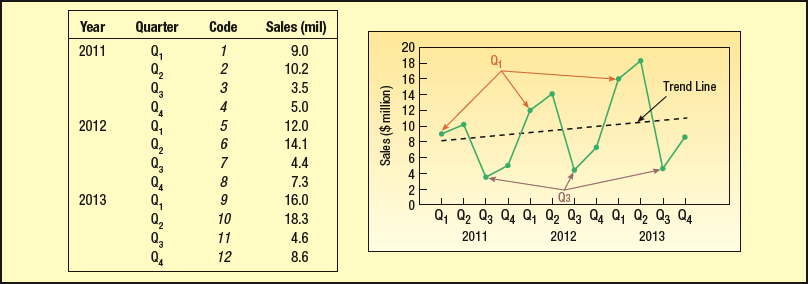 Year Quarter Code Sales (mil)
2011 Q1 1 9.0
Q2 2 10.2
Q3 3 3.5
Q4 4 5.0
2012 Q1 5 12.0
Q2 6 14.1
Q3 7 4.4
Q4 8 7.3
2013 Q1 9 16.0
Q2 10 18.3
Q3 11 4.6
Q4 12 8.6
Sales ($ million)
20
18
16
14
12
10
8
6
4
2
0
Q1
Trend Line
Q3
Q1 Q2 Q3 Q4 Q1 Q2 Q3 Q4 Q1 Q2 Q3 Q4
2011 2012 2013